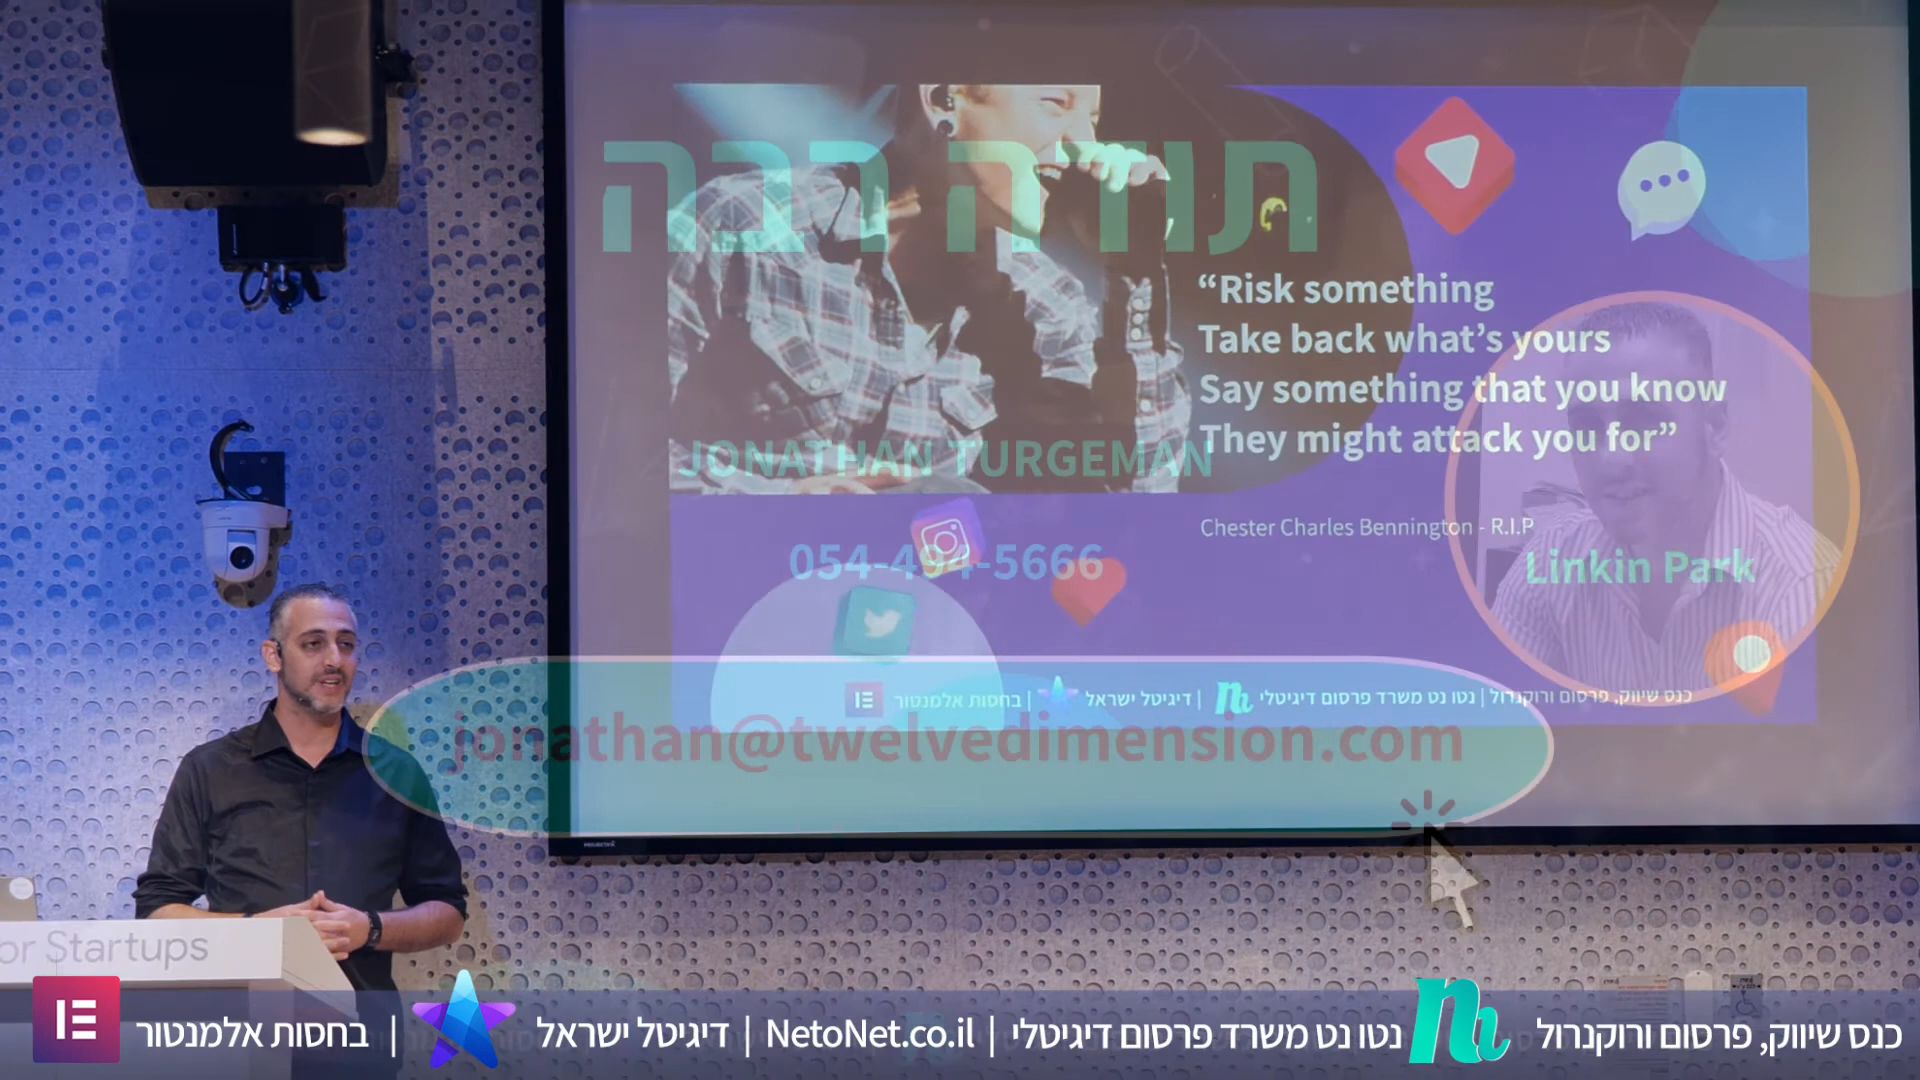 תודה רבה
“Risk something
Take back what’s yours
Say something that you know
They might attack you for”
JONATHAN TURGEMAN
Chester Charles Bennington - R.I.P
054-494-5666
Linkin Park
כנס שיווק, פרסום ורוקנרול | נטו נט משרד פרסום דיגיטלי | דיגיטל ישראל | בחסות אלמנטור
jonathan@twelvedimension.com
or Startups
כנס שיווק, פרסום ורוקנרול נטו נט משרד פרסום דיגיטלי | NetoNet.co.il | דיגיטל ישראל | בחסות אלמנטור